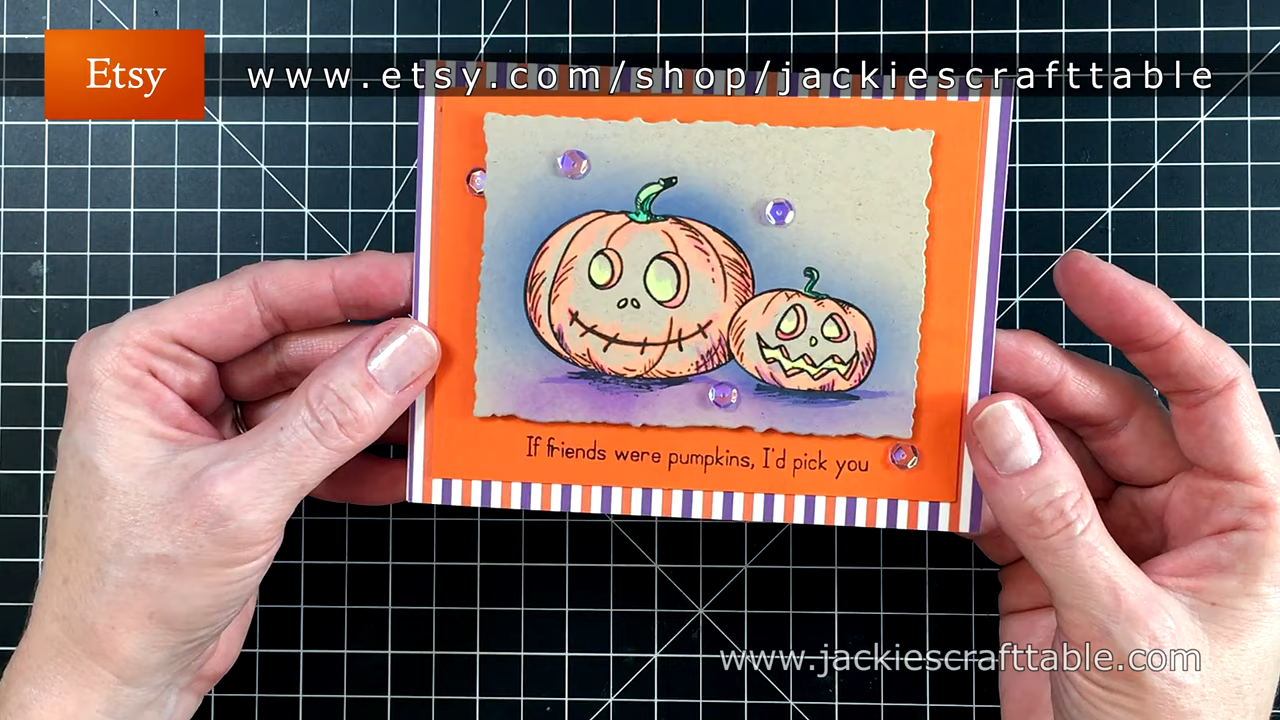 Etsy
www.etsy.com/shop/jackiescrafttable
If friends were pumpkins, I'd pick you
www.jackiescrafttable.com